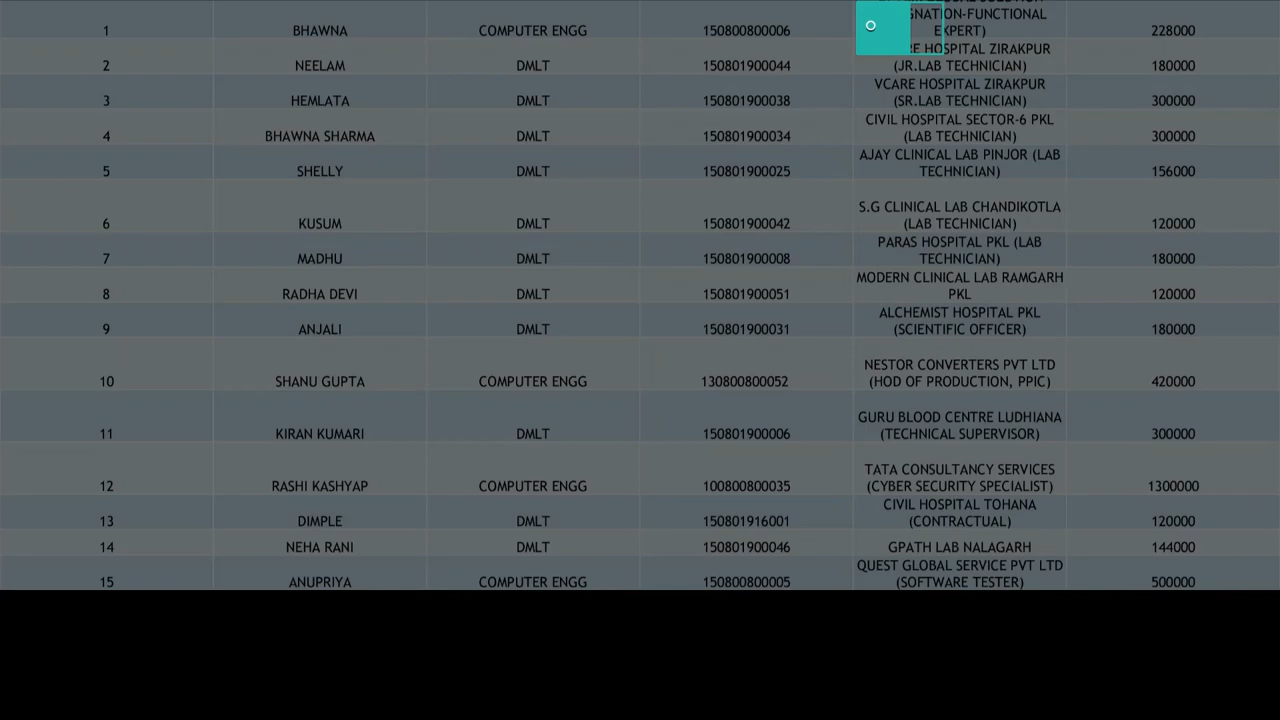 1 BHAWNA COMPUTER ENGG 150800800006 EXPERT) 228000
HOSPITAL ZIRAKPUR
2 NEELAM DMLT 150801900044 (JR.LAB TECHNICIAN) 180000
VCARE HOSPITAL ZIRAKPUR
3 HEMLATA DMLT 150801900038 (SR.LAB TECHNICIAN) 300000
CIVIL HOSPITAL SECTOR-6 PKL
4 BHAWNA SHARMA DMLT 150801900034 (LAB TECHNICIAN) 300000
AJAY CLINICAL LAB PINJOR (LAB
5 SHELLY DMLT 150801900025 TECHNICIAN) 156000
S.G CLINICAL LAB CHANDIKOTLA
6 KUSUM DMLT 150801900042 (LAB TECHNICIAN) 120000
PARAS HOSPITAL PKL (LAB
7 MADHU DMLT 150801900008 TECHNICIAN) 180000
MODERN CLINICAL LAB RAMGARH
8 RADHA DEVI DMLT 150801900051 PKL 120000
ALCHEMIST HOSPITAL PKL
9 ANJALI DMLT 150801900031 (SCIENTIFIC OFFICER) 180000
NESTOR CONVERTERS PVT LTD
10 SHANU GUPTA COMPUTER ENGG 130800800052 (HOD OF PRODUCTION, PPIC) 420000
GURU BLOOD CENTRE LUDHIANA
11 KIRAN KUMARI DMLT 150801900006 (TECHNICAL SUPERVISOR) 300000
TATA CONSULTANCY SERVICES
12 RASHI KASHYAP COMPUTER ENGG 100800800035 (CYBER SECURITY SPECIALIST) 1300000
CIVIL HOSPITAL TOHANA
13 DIMPLE DMLT 150801916001 (CONTRACTUAL) 120000
14 NEHA RANI DMLT 150801900046 GPATH LAB NALAGARH 144000
QUEST GLOBAL SERVICE PVT LTD
15 ANUPRIYA COMPUTER ENGG 150800800005 (SOFTWARE TESTER) 500000